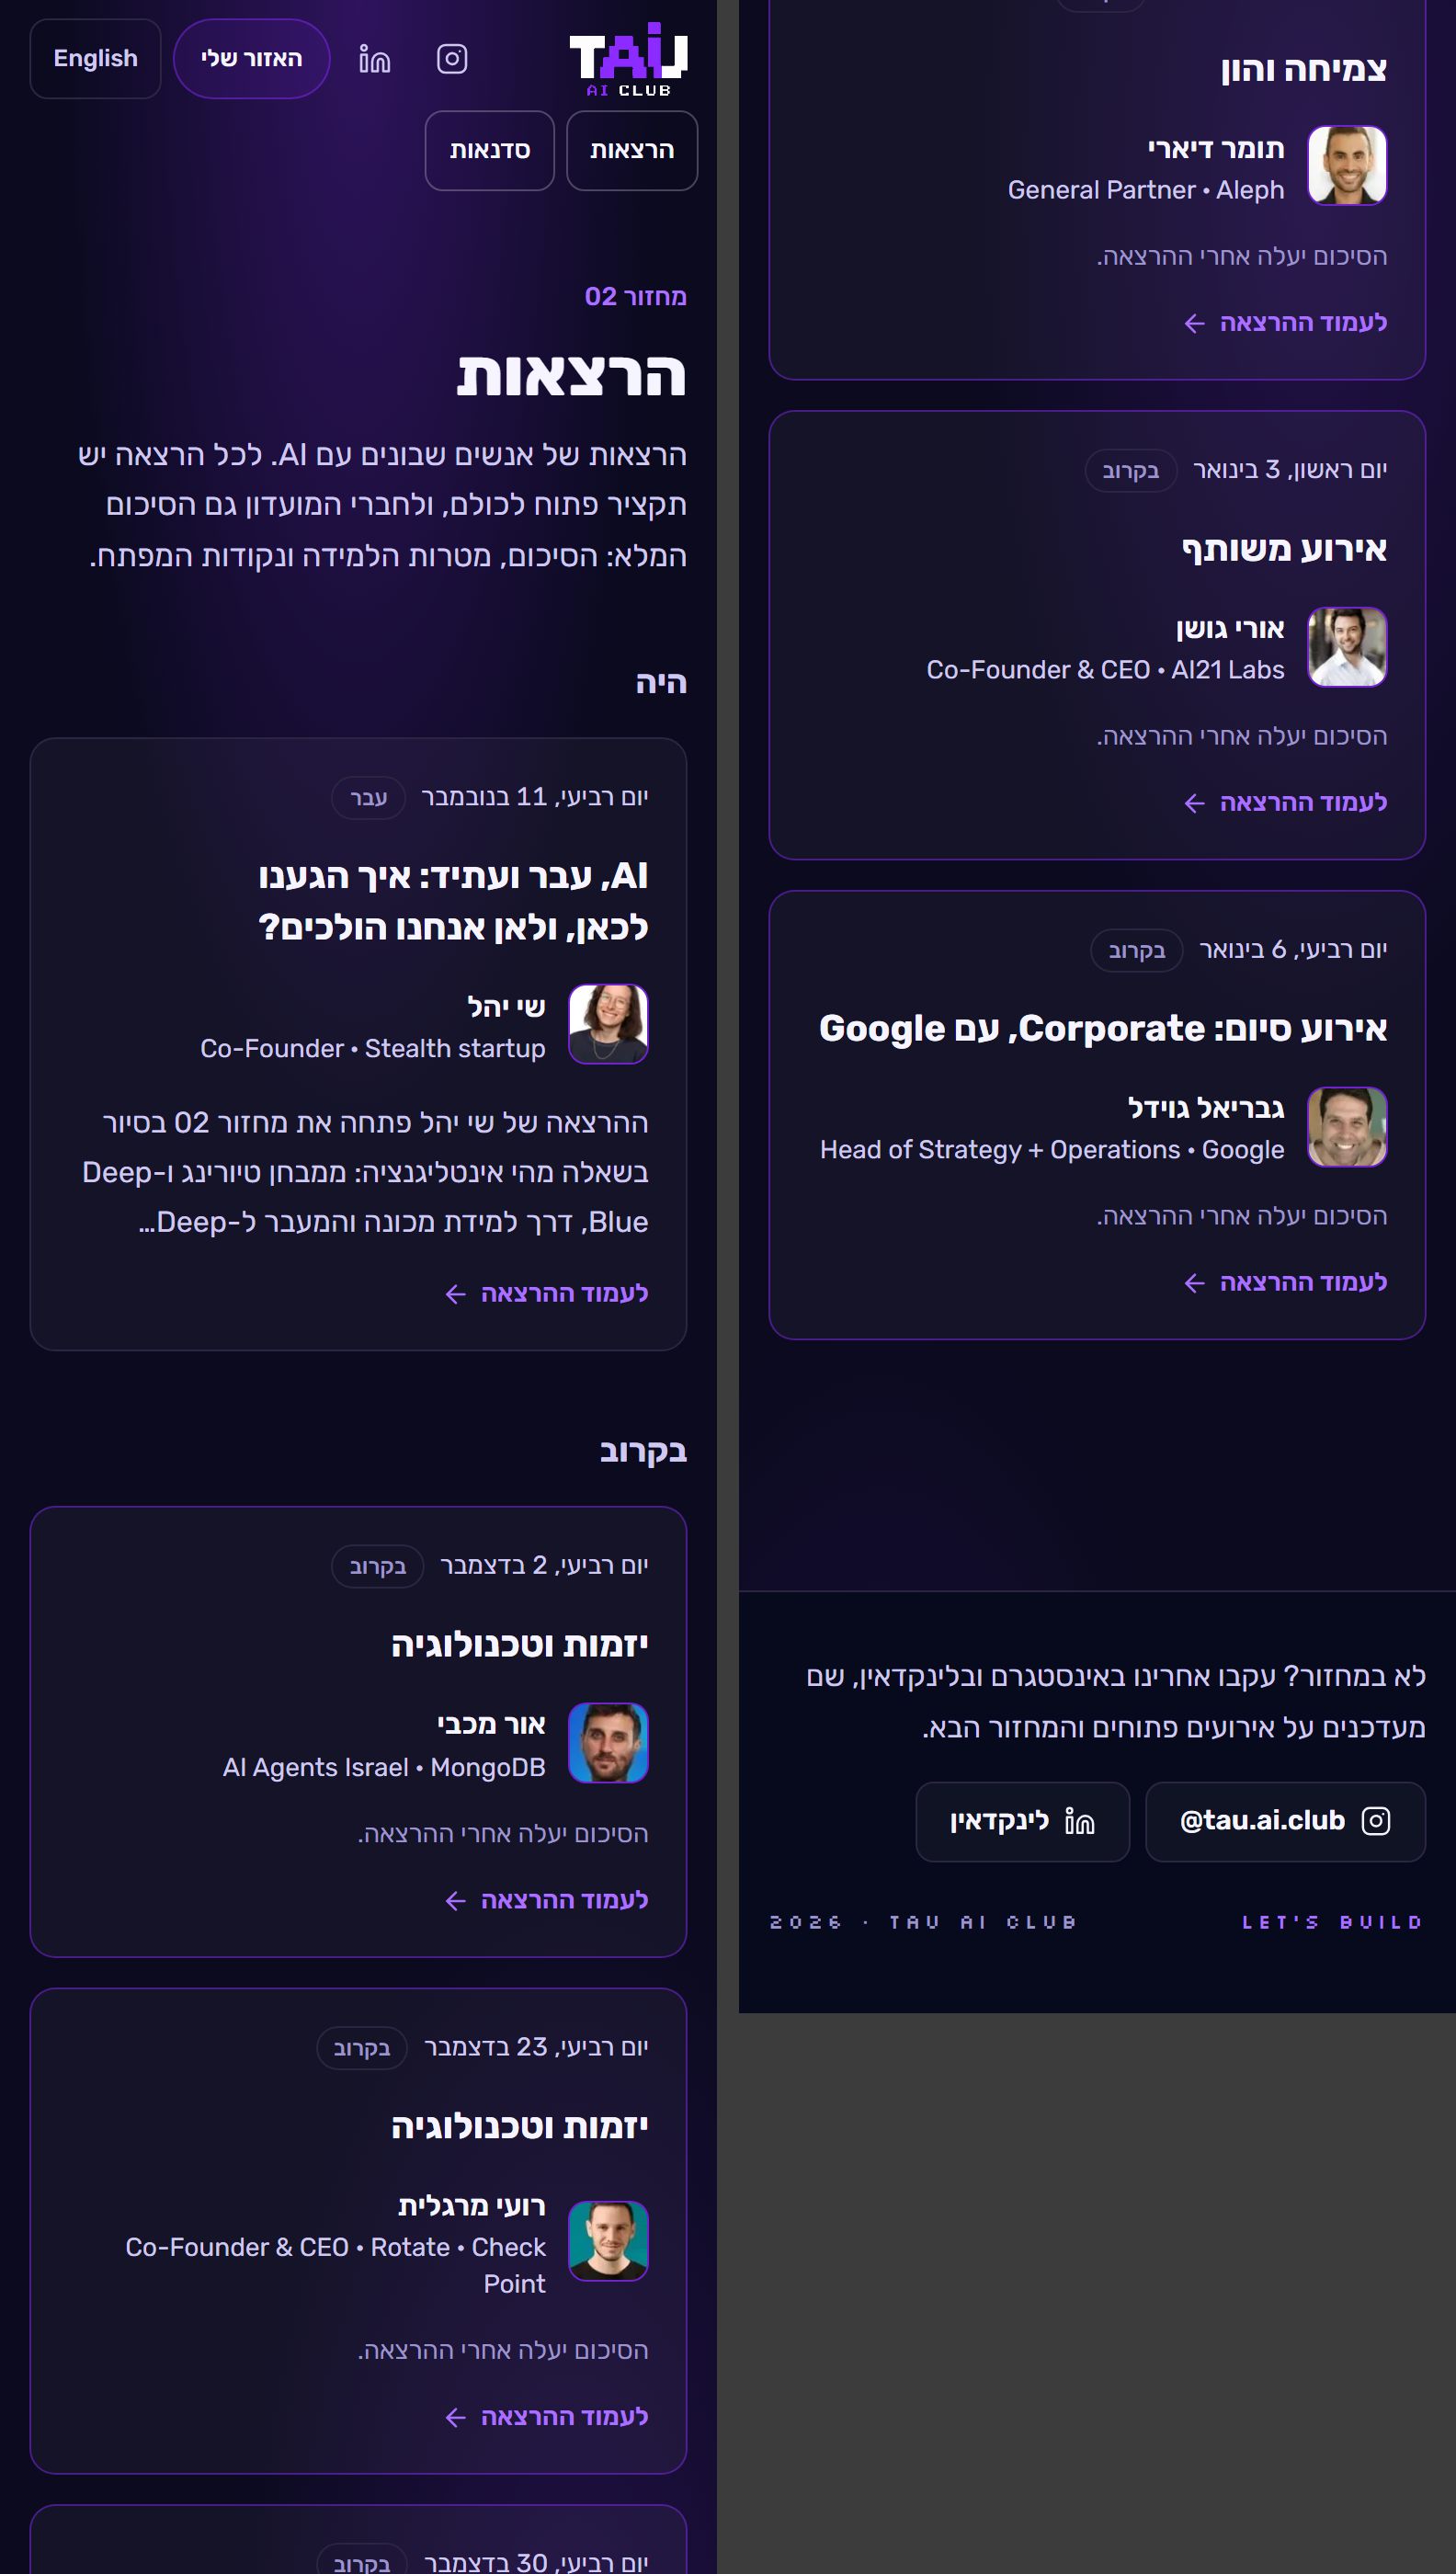 TAU
AI CLUB
האזור שלי
English
הרצאות
סדנאות
מחזור 02
הרצאות
הרצאות של אנשים שבונים עם AI. לכל הרצאה יש
תקציר פתוח לכולם, ולחברי המועדון גם הסיכום
המלא: הסיכום, מטרות הלמידה ונקודות המפתח.
היה
יום רביעי, 11 בנובמבר
עבר
AI, עבר ועתיד: איך הגענו
לכאן, ולאן אנחנו הולכים?
שי יהל
Co-Founder • Stealth startup
ההרצאה של שי יהל פתחה את מחזור 02 בסיור
בשאלה מהי אינטליגנציה: ממבחן טיורינג ו-Deep
Blue, דרך למידת מכונה והמעבר ל-Deep...
לעמוד ההרצאה
בקרוב
יום רביעי, 2 בדצמבר
בקרוב
יזמות וטכנולוגיה
אור מכבי
AI Agents Israel • MongoDB
הסיכום יעלה אחרי ההרצאה.
לעמוד ההרצאה
יום רביעי, 23 בדצמבר
בקרוב
יזמות וטכנולוגיה
רועי מרגלית
Co-Founder & CEO • Rotate • Check
Point
הסיכום יעלה אחרי ההרצאה.
לעמוד ההרצאה
יום רביעי, 30 בדצמבר
בקרוב
צמיחה והון
תומר דיארי
General Partner • Aleph
הסיכום יעלה אחרי ההרצאה.
לעמוד ההרצאה
יום ראשון, 3 בינואר
בקרוב
אירוע משותף
אורי גושן
Co-Founder & CEO • AI21 Labs
הסיכום יעלה אחרי ההרצאה.
לעמוד ההרצאה
יום רביעי, 6 בינואר
בקרוב
אירוע סיום: Corporate, עם Google
גבריאל גוידל
Head of Strategy + Operations • Google
הסיכום יעלה אחרי ההרצאה.
לעמוד ההרצאה
לא במחזור? עקבו אחרינו באינסטגרם ובלינקדאין, שם
מעדכנים על אירועים פתוחים והמחזור הבא.
@tau.ai.club
לינקדאין
LET'S BUILD
2026 · TAU AI CLUB